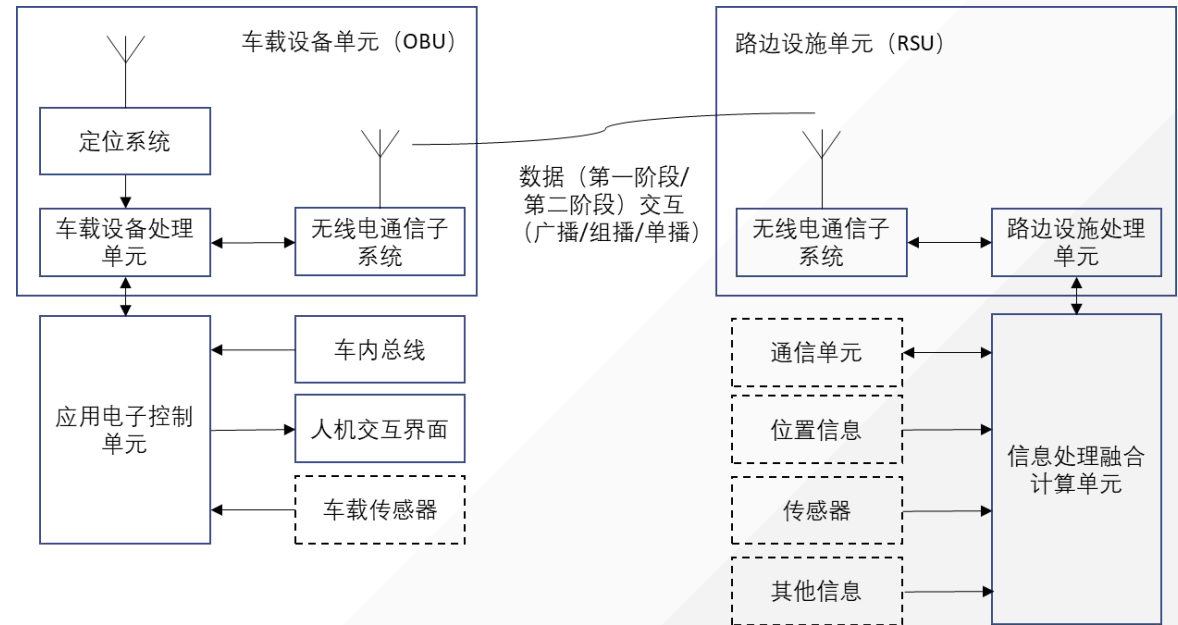 车载设备单元（OBU）
定位系统
车载设备处理
单元
无线电通信子
系统
应用电子控制
单元
车内总线
人机交互界面
车载传感器
数据（第一阶段/
第二阶段）交互
（广播/组播/单播）
路边设施单元（RSU）
无线电通信子
系统
路边设施处理
单元
通信单元
位置信息
传感器
其他信息
信息处理融合
计算单元